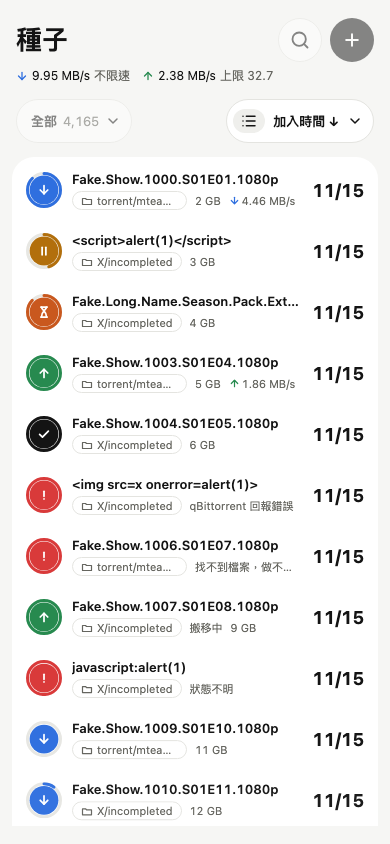 種子
9.95 MB/s 不限速 2.38 MB/s 上限 32.7
全部 4,165
加入時間
Fake.Show.1000.S01E01.1080p
torrent/mtea... 2 GB 4.46 MB/s
11/15
<script>alert(1)</script>
X/incompleted 3 GB
11/15
Fake.Long.Name.Season.Pack.Ext...
X/incompleted 4 GB
11/15
Fake.Show.1003.S01E04.1080p
torrent/mtea... 5 GB 1.86 MB/s
11/15
Fake.Show.1004.S01E05.1080p
X/incompleted 6 GB
11/15
<img src=x onerror=alert(1)>
X/incompleted qBittorrent 回報錯誤
11/15
Fake.Show.1006.S01E07.1080p
torrent/mtea... 找不到檔案，做不...
11/15
Fake.Show.1007.S01E08.1080p
X/incompleted 搬移中 9 GB
11/15
javascript:alert(1)
X/incompleted 狀態不明
11/15
Fake.Show.1009.S01E10.1080p
torrent/mtea... 11 GB
11/15
Fake.Show.1010.S01E11.1080p
X/incompleted 12 GB
11/15